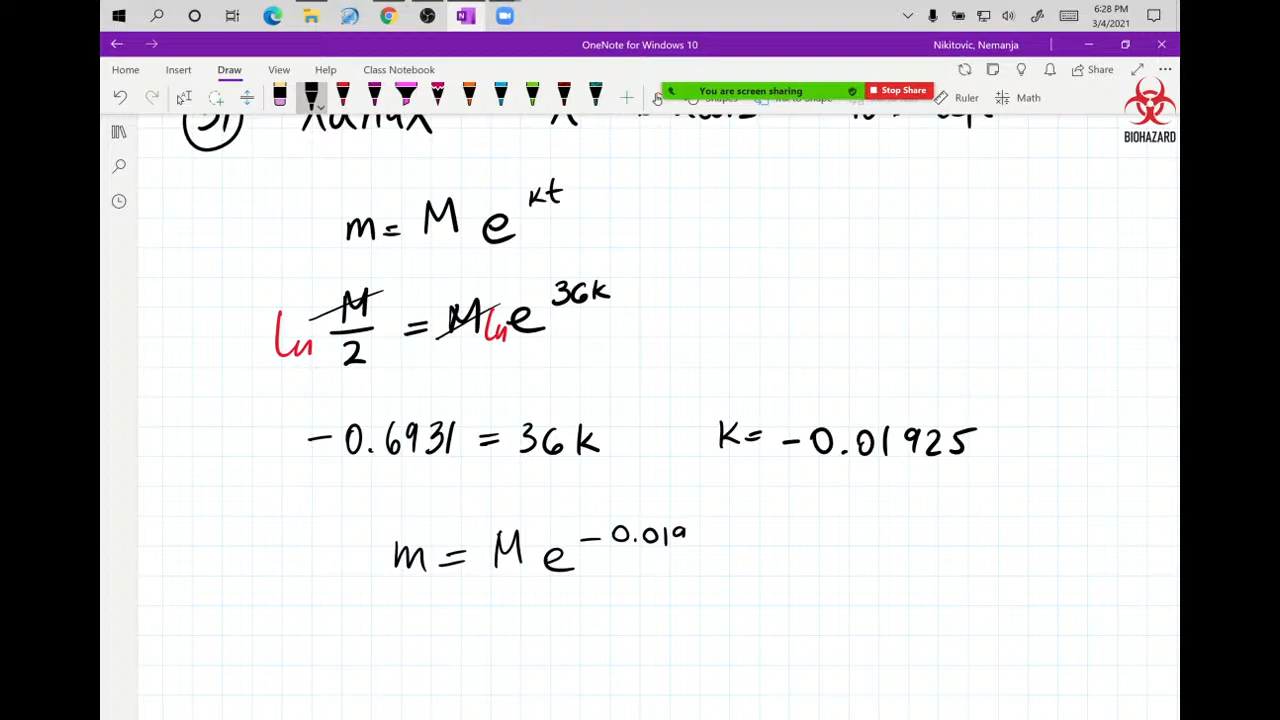 6:28 PM
3/4/2021
OneNote for Windows 10
Nikitovic, Nemanja
Home Insert Draw View Help Class Notebook
Share
You are screen sharing
Stop Share
Ruler
Math
BIOHAZARD
31 Xanax
m = M e^{kt}
ln M/2 = M ln e^{36k}
-0.6931 = 36k k = -0.01925
m = M e^{-0.019